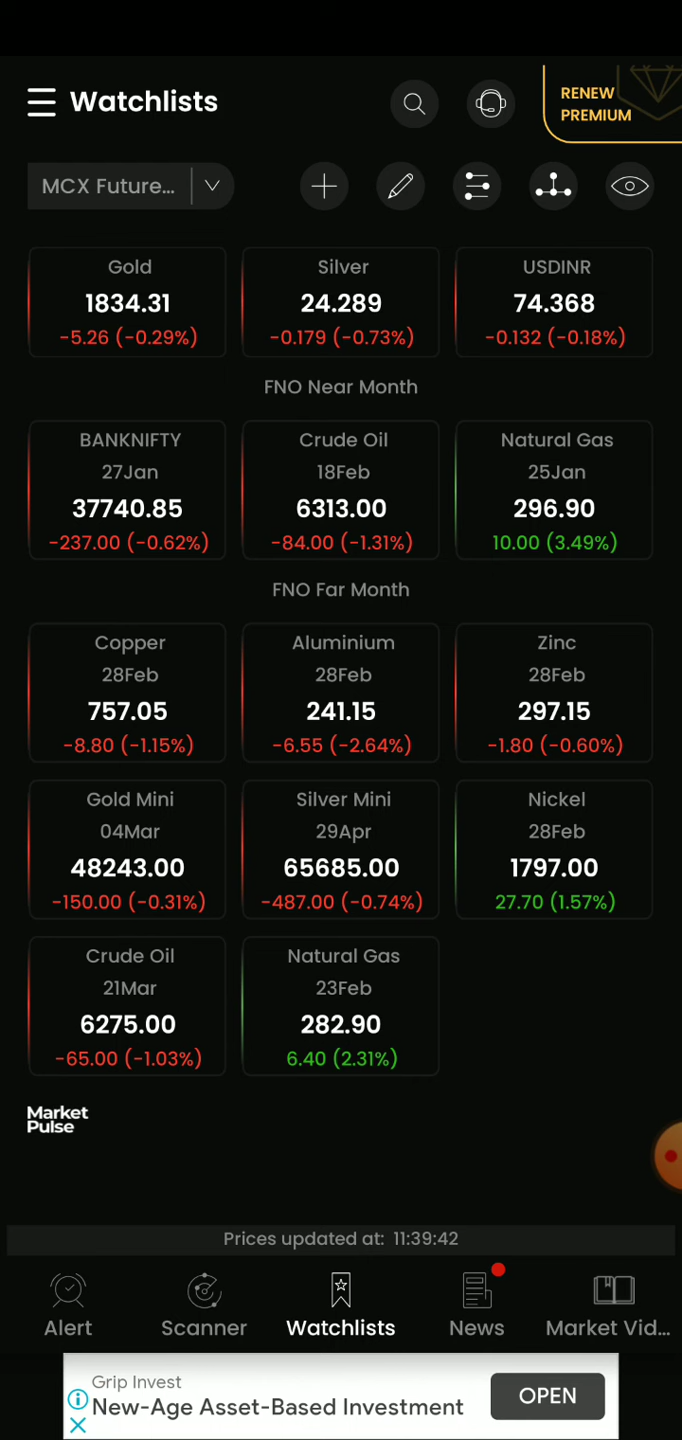 Watchlists
RENEW
PREMIUM
MCX Future...
Gold
1834.31
-5.26 (-0.29%)
Silver
24.289
-0.179 (-0.73%)
USDINR
74.368
-0.132 (-0.18%)
FNO Near Month
BANKNIFTY
27Jan
37740.85
-237.00 (-0.62%)
Crude Oil
18Feb
6313.00
-84.00 (-1.31%)
Natural Gas
25Jan
296.90
10.00 (3.49%)
FNO Far Month
Copper
28Feb
757.05
-8.80 (-1.15%)
Aluminium
28Feb
241.15
-6.55 (-2.64%)
Zinc
28Feb
297.15
-1.80 (-0.60%)
Gold Mini
04Mar
48243.00
-150.00 (-0.31%)
Silver Mini
29Apr
65685.00
-487.00 (-0.74%)
Nickel
28Feb
1797.00
27.70 (1.57%)
Crude Oil
21Mar
6275.00
-65.00 (-1.03%)
Natural Gas
23Feb
282.90
6.40 (2.31%)
Market
Pulse
Prices updated at: 11:39:42
Alert
Scanner
Watchlists
News
Market Vid...
Grip Invest
New-Age Asset-Based Investment
OPEN